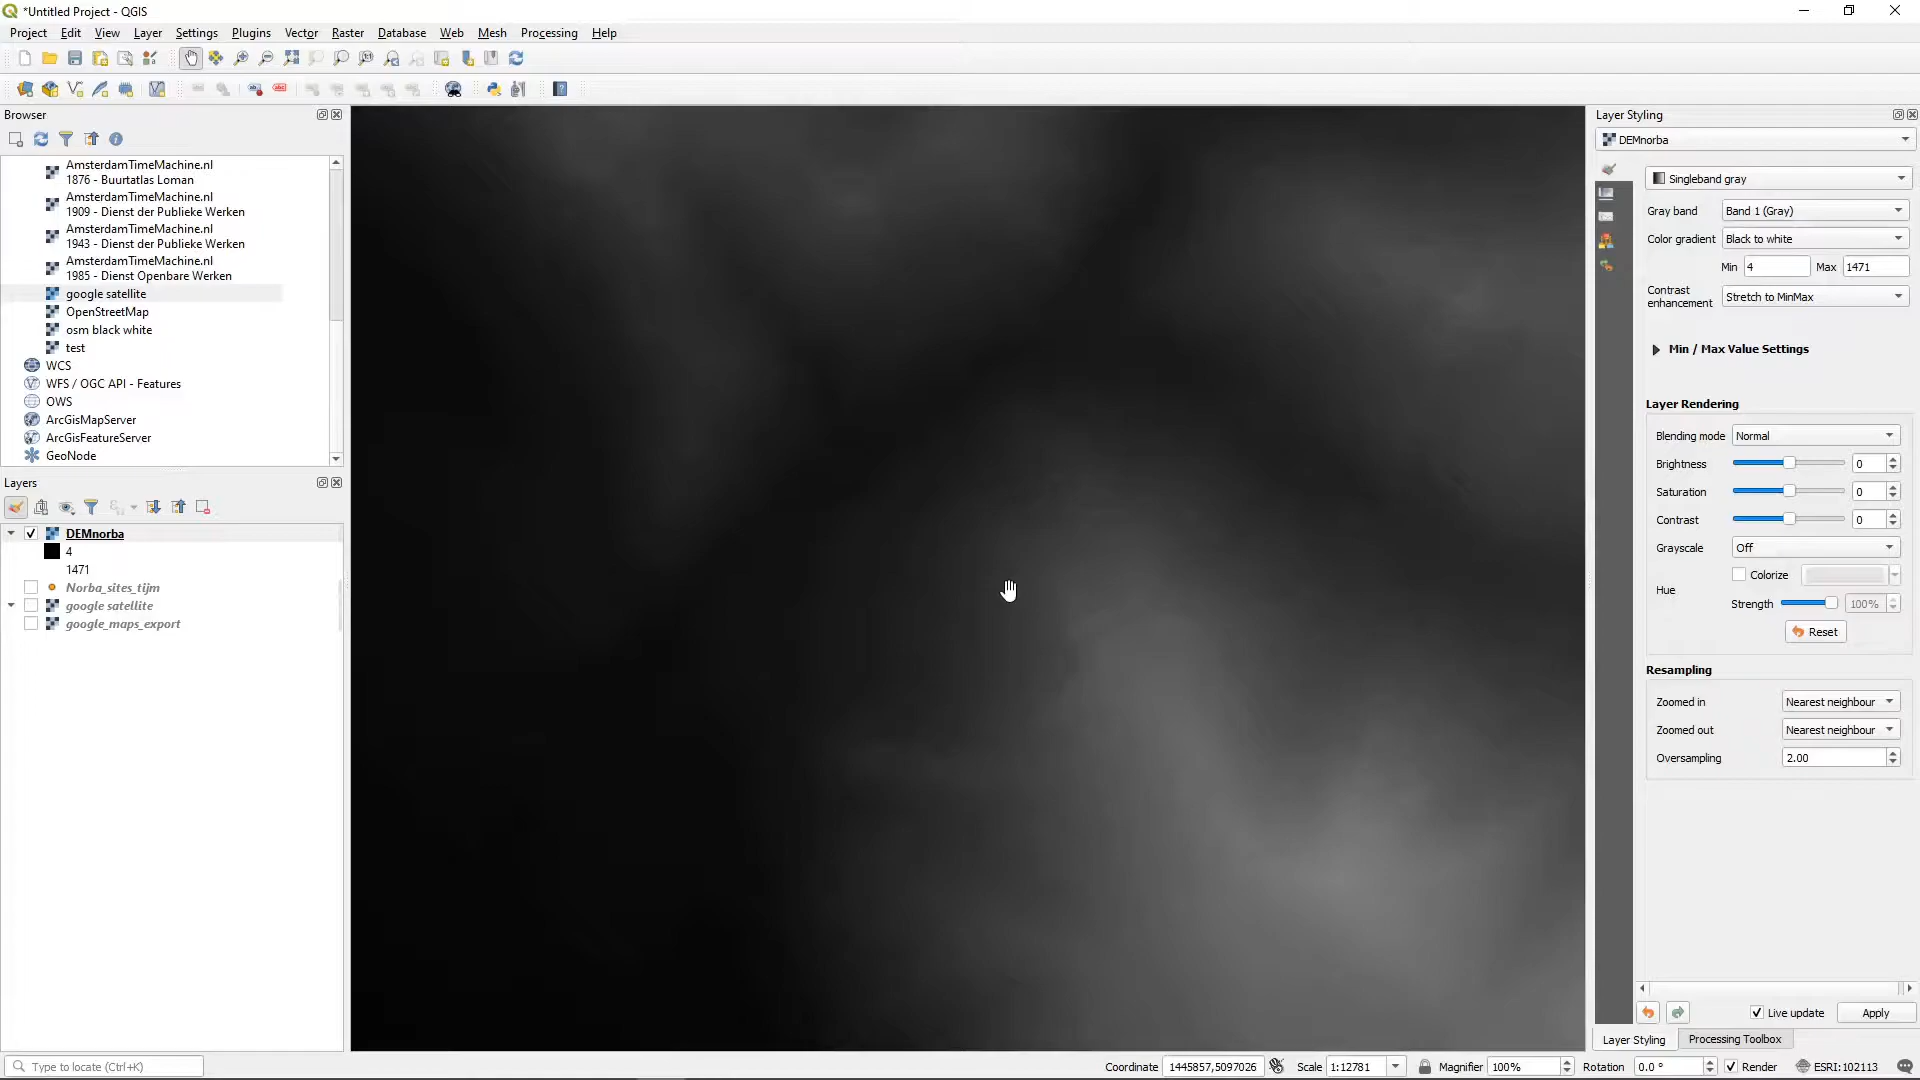 *Untitled Project - QGIS
Project Edit View Layer Settings Plugins Vector Raster Database Web Mesh Processing Help
Browser
AmsterdamTimeMachine.nl
1876 - Buurtatlas Loman
AmsterdamTimeMachine.nl
1909 - Dienst der Publieke Werken
AmsterdamTimeMachine.nl
1943 - Dienst der Publieke Werken
AmsterdamTimeMachine.nl
1985 - Dienst Openbare Werken
google satellite
OpenStreetMap
osm black white
test
WCS
WFS / OGC API - Features
OWS
ArcGisMapServer
ArcGisFeatureServer
GeoNode
Layers
DEMnorba
4
1471
Norba_sites_tijm
google satellite
google_maps_export
Layer Styling
DEMnorba
Singleband gray
Gray band Band 1 (Gray)
Color gradient Black to white
Min 4 Max 1471
Contrast
enhancement Stretch to MinMax
Min / Max Value Settings
Layer Rendering
Blending mode Normal
Brightness 0
Saturation 0
Contrast 0
Grayscale Off
Colorize
Hue
Strength 100%
Reset
Resampling
Zoomed in Nearest neighbour
Zoomed out Nearest neighbour
Oversampling 2.00
Live update Apply
Layer Styling Processing Toolbox
Type to locate (Ctrl+K) Coordinate 1445857,5097026 Scale 1:12781 Magnifier 100% Rotation 0.0 ° Render ESRI:102113